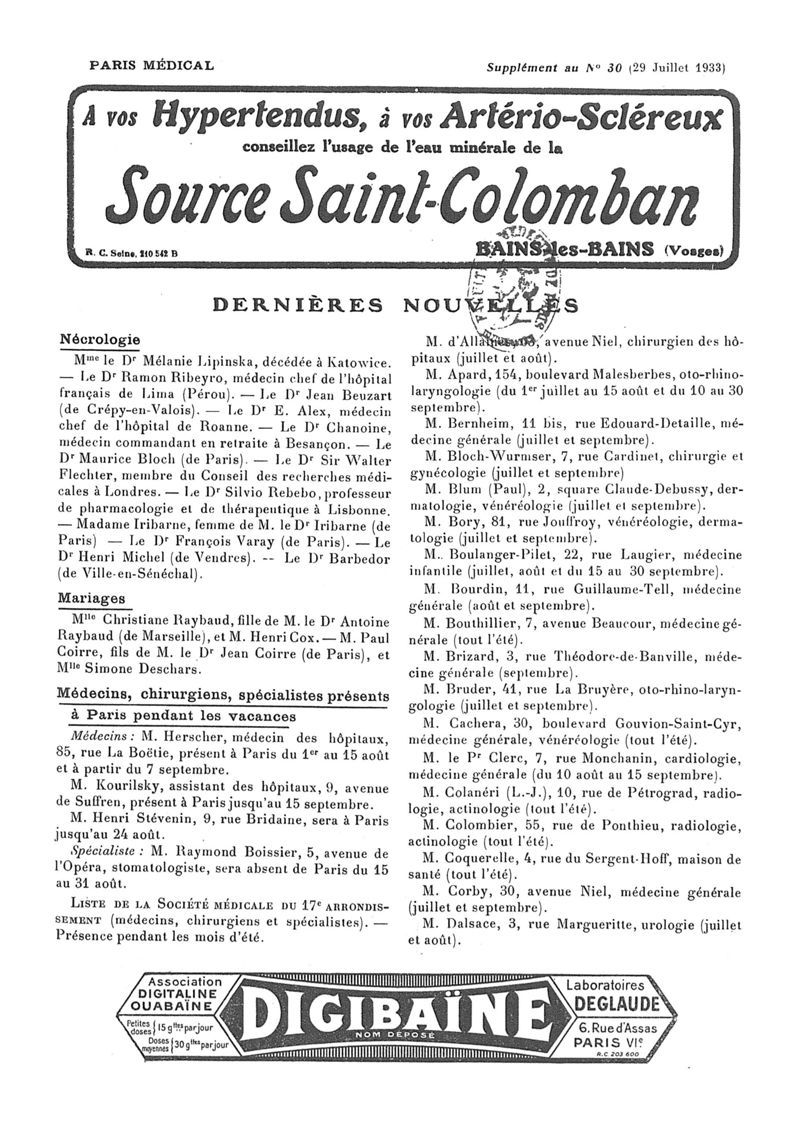 PARIS MÉDICAL
Supplément au N° 30 (29 Juillet 1933)
A vos Hypertendus, à vos Artério-Scléreux
conseillez l'usage de l'eau minérale de la
Source Saint-Colomban
R. C. Seine, 210 542 B
BAINS-les-BAINS (Vosges)
DERNIÈRES NOUVELLES
Nécrologie
Mme le Dr Mélanie Lipinska, décédée à Katowice.
— Le Dr Ramon Ribeyro, médecin chef de l'hôpital
français de Lima (Pérou). — Le Dr Jean Beuzart
(de Crépy-en-Valois). — Le Dr E. Alex, médecin
chef de l'hôpital de Roanne. — Le Dr Chanoine,
médecin commandant en retraite à Besançon. — Le
Dr Maurice Bloch (de Paris). — Le Dr Sir Walter
Flechter, membre du Conseil des recherches médi-
cales à Londres. — Le Dr Silvio Rebebo, professeur
de pharmacologie et de thérapeutique à Lisbonne.
— Madame Iribarne, femme de M. le Dr Iribarne (de
Paris) — Le Dr François Varay (de Paris). — Le
Dr Henri Michel (de Vendres). -- Le Dr Barbedor
(de Ville-en-Sénéchal).
Mariages
Mlle Christiane Raybaud, fille de M. le Dr Antoine
Raybaud (de Marseille), et M. Henri Cox. — M. Paul
Coirre, fils de M. le Dr Jean Coirre (de Paris), et
Mlle Simone Deschars.
Médecins, chirurgiens, spécialistes présents
à Paris pendant les vacances
Médecins : M. Herscher, médecin des hôpitaux,
85, rue La Boëtie, présent à Paris du 1er au 15 août
et à partir du 7 septembre.
M. Kourilsky, assistant des hôpitaux, 9, avenue
de Suffren, présent à Paris jusqu'au 15 septembre.
M. Henri Stévenin, 9, rue Bridaine, sera à Paris
jusqu'au 24 août.
Spécialiste : M. Raymond Boissier, 5, avenue de
l'Opéra, stomatologiste, sera absent de Paris du 15
au 31 août.
LISTE DE LA SOCIÉTÉ MÉDICALE DU 17e ARRONDIS-
SEMENT (médecins, chirurgiens et spécialistes). —
Présence pendant les mois d'été.
M. avenue Niel, chirurgien des hô-
pitaux (juillet et août).
M. Apard, 154, boulevard Malesherbes, oto-rhino-
laryngologie (du 1er juillet au 15 août et du 10 au 30
septembre).
M. Bernheim, 11 bis, rue Edouard-Detaille, mé-
decine générale (juillet et septembre).
M. Bloch-Wurmser, 7, rue Cardinet, chirurgie et
gynécologie (juillet et septembre)
M. Blum (Paul), 2, square Claude-Debussy, der-
matologie, vénéréologie (juillet et septembre).
M. Bory, 81, rue Jouffroy, vénéréologie, derma-
tologie (juillet et septembre).
M. Boulanger-Pilet, 22, rue Laugier, médecine
infantile (juillet, août et du 15 au 30 septembre).
M. Bourdin, 11, rue Guillaume-Tell, médecine
générale (août et septembre).
M. Bouthillier, 7, avenue Beaucour, médecine gé-
nérale (tout l'été).
M. Brizard, 3, rue Théodore-de-Banville, méde-
cine générale (septembre).
M. Bruder, 41, rue La Bruyère, oto-rhino-laryn-
gologie (juillet et septembre).
M. Cachera, 30, boulevard Gouvion-Saint-Cyr,
médecine générale, vénéréologie (tout l'été).
M. le Pr Clerc, 7, rue Monchanin, cardiologie,
médecine générale (du 10 août au 15 septembre).
M. Colanéri (L.-J.), 10, rue de Pétrograd, radio-
logie, actinologie (tout l'été).
M. Colombier, 55, rue de Ponthieu, radiologie,
actinologie (tout l'été).
M. Coquerelle, 4, rue du Sergent-Hoff, maison de
santé (tout l'été).
M. Corby, 30, avenue Niel, médecine générale
(juillet et septembre).
M. Dalsace, 3, rue Margueritte, urologie (juillet
et août).
Association
DIGITALINE
OUABAÏNE
Petites doses 15 gttes par jour
Doses moyennes 30 gttes par jour
DIGIBAÏNE
NOM DÉPOSÉ
Laboratoires
DEGLAUDE
6. Rue d'Assas
PARIS VIe
R.C 203 600